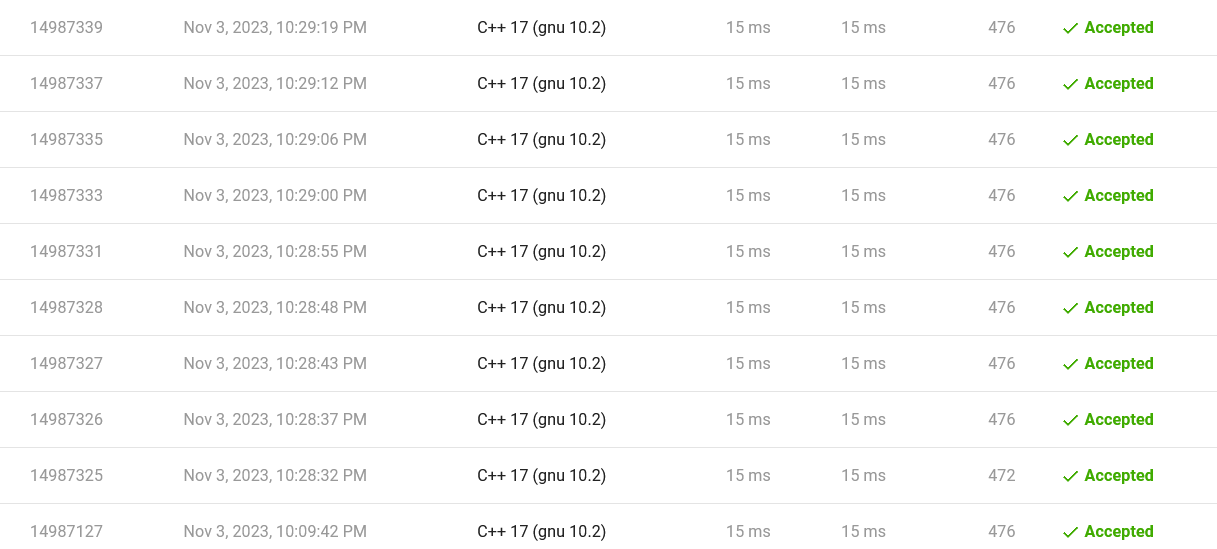 14987339 Nov 3, 2023, 10:29:19 PM C++ 17 (gnu 10.2) 15 ms 15 ms 476 Accepted
14987337 Nov 3, 2023, 10:29:12 PM C++ 17 (gnu 10.2) 15 ms 15 ms 476 Accepted
14987335 Nov 3, 2023, 10:29:06 PM C++ 17 (gnu 10.2) 15 ms 15 ms 476 Accepted
14987333 Nov 3, 2023, 10:29:00 PM C++ 17 (gnu 10.2) 15 ms 15 ms 476 Accepted
14987331 Nov 3, 2023, 10:28:55 PM C++ 17 (gnu 10.2) 15 ms 15 ms 476 Accepted
14987328 Nov 3, 2023, 10:28:48 PM C++ 17 (gnu 10.2) 15 ms 15 ms 476 Accepted
14987327 Nov 3, 2023, 10:28:43 PM C++ 17 (gnu 10.2) 15 ms 15 ms 476 Accepted
14987326 Nov 3, 2023, 10:28:37 PM C++ 17 (gnu 10.2) 15 ms 15 ms 476 Accepted
14987325 Nov 3, 2023, 10:28:32 PM C++ 17 (gnu 10.2) 15 ms 15 ms 472 Accepted
14987127 Nov 3, 2023, 10:09:42 PM C++ 17 (gnu 10.2) 15 ms 15 ms 476 Accepted